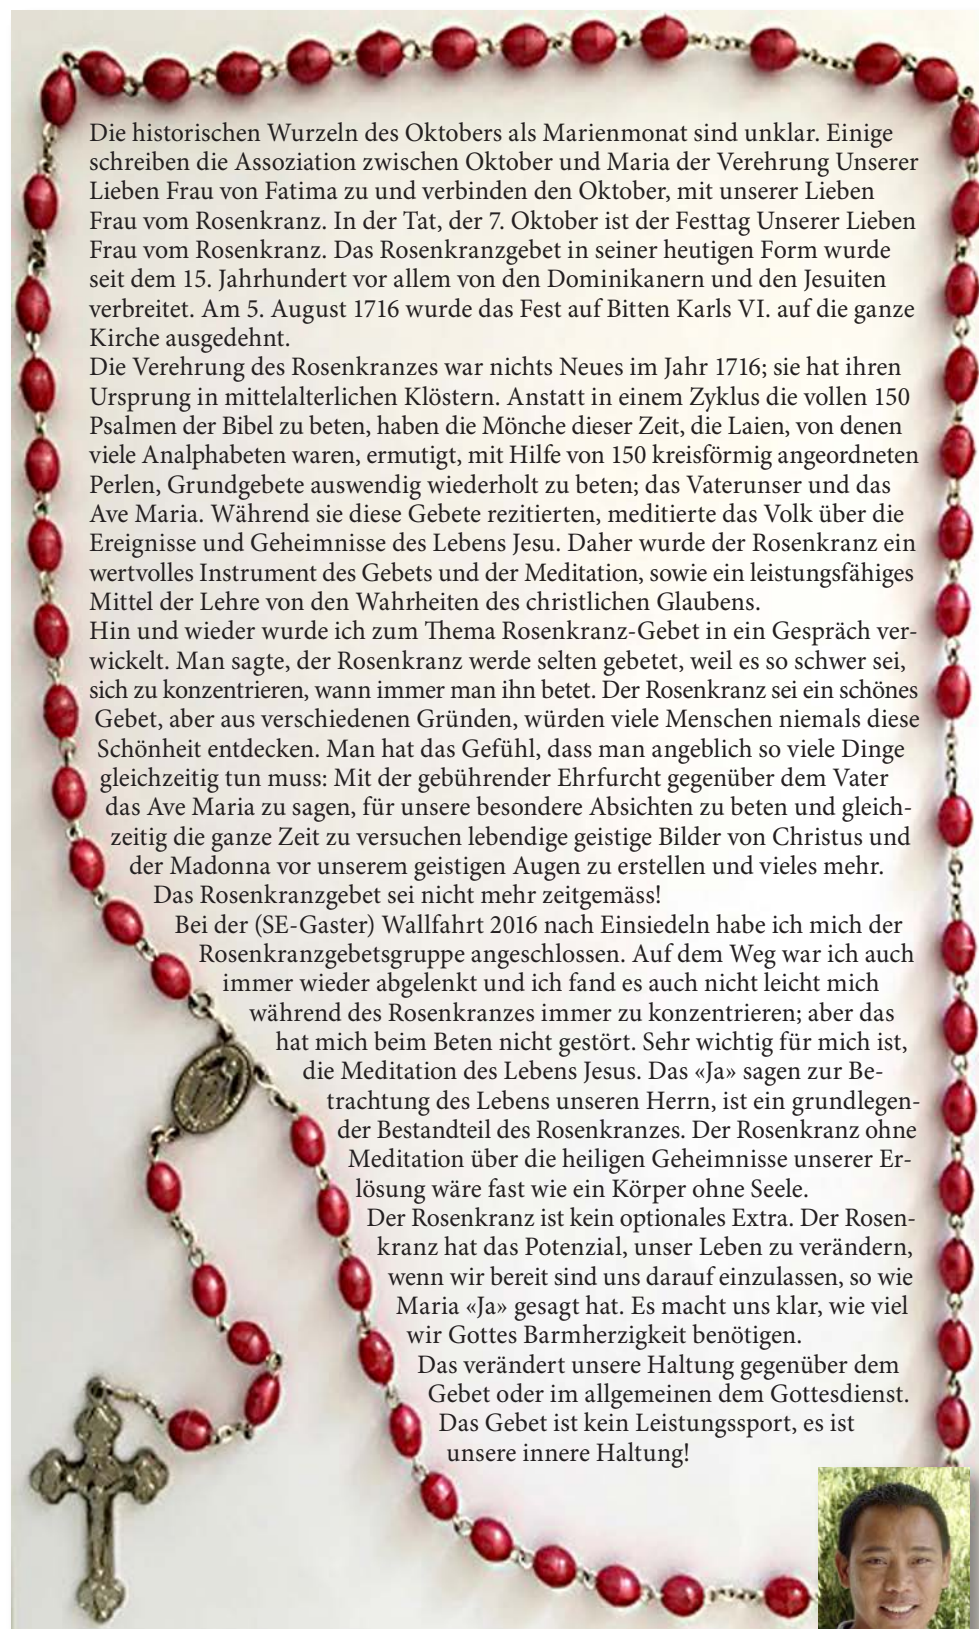 Die historischen Wurzeln des Oktobers als Marienmonat sind unklar. Einige
schreiben die Assoziation zwischen Oktober und Maria der Verehrung Unserer
Lieben Frau von Fatima zu und verbinden den Oktober, mit unserer Lieben
Frau vom Rosenkranz. In der Tat, der 7. Oktober ist der Festtag Unserer Lieben
Frau vom Rosenkranz. Das Rosenkranzgebet in seiner heutigen Form wurde
seit dem 15. Jahrhundert vor allem von den Dominikanern und den Jesuiten
verbreitet. Am 5. August 1716 wurde das Fest auf Bitten Karls VI. auf die ganze
Kirche ausgedehnt.
Die Verehrung des Rosenkranzes war nichts Neues im Jahr 1716; sie hat ihren
Ursprung in mittelalterlichen Klöstern. Anstatt in einem Zyklus die vollen 150
Psalmen der Bibel zu beten, haben die Mönche dieser Zeit, die Laien, von denen
viele Analphabeten waren, ermutigt, mit Hilfe von 150 kreisförmig angeordneten
Perlen, Grundgebete auswendig wiederholt zu beten; das Vaterunser und das
Ave Maria. Während sie diese Gebete rezitierten, meditierte das Volk über die
Ereignisse und Geheimnisse des Lebens Jesu. Daher wurde der Rosenkranz ein
wertvolles Instrument des Gebets und der Meditation, sowie ein leistungsfähiges
Mittel der Lehre von den Wahrheiten des christlichen Glaubens.
Hin und wieder wurde ich zum Thema Rosenkranz-Gebet in ein Gespräch ver-
wickelt. Man sagte, der Rosenkranz werde selten gebetet, weil es so schwer sei,
sich zu konzentrieren, wann immer man ihn betet. Der Rosenkranz sei ein schönes
Gebet, aber aus verschiedenen Gründen, würden viele Menschen niemals diese
Schönheit entdecken. Man hat das Gefühl, dass man angeblich so viele Dinge
gleichzeitig tun muss: Mit der gebührender Ehrfurcht gegenüber dem Vater
das Ave Maria zu sagen, für unsere besondere Absichten zu beten und gleich-
zeitig die ganze Zeit zu versuchen lebendige geistige Bilder von Christus und
der Madonna vor unserem geistigen Augen zu erstellen und vieles mehr.
Das Rosenkranzgebet sei nicht mehr zeitgemäss!
Bei der (SE-Gaster) Wallfahrt 2016 nach Einsiedeln habe ich mich der
Rosenkranzgebetsgruppe angeschlossen. Auf dem Weg war ich auch
immer wieder abgelenkt und ich fand es auch nicht leicht mich
während des Rosenkranzes immer zu konzentrieren; aber das
hat mich beim Beten nicht gestört. Sehr wichtig für mich ist,
die Meditation des Lebens Jesus. Das «Ja» sagen zur Be-
trachtung des Lebens unseren Herrn, ist ein grundlegen-
der Bestandteil des Rosenkranzes. Der Rosenkranz ohne
Meditation über die heiligen Geheimnisse unserer Er-
lösung wäre fast wie ein Körper ohne Seele.
Der Rosenkranz ist kein optionales Extra. Der Rosen-
kranz hat das Potenzial, unser Leben zu verändern,
wenn wir bereit sind uns darauf einzulassen, so wie
Maria «Ja» gesagt hat. Es macht uns klar, wie viel
wir Gottes Barmherzigkeit benötigen.
Das verändert unsere Haltung gegenüber dem
Gebet oder im allgemeinen dem Gottesdienst.
Das Gebet ist kein Leistungssport, es ist
unsere innere Haltung!